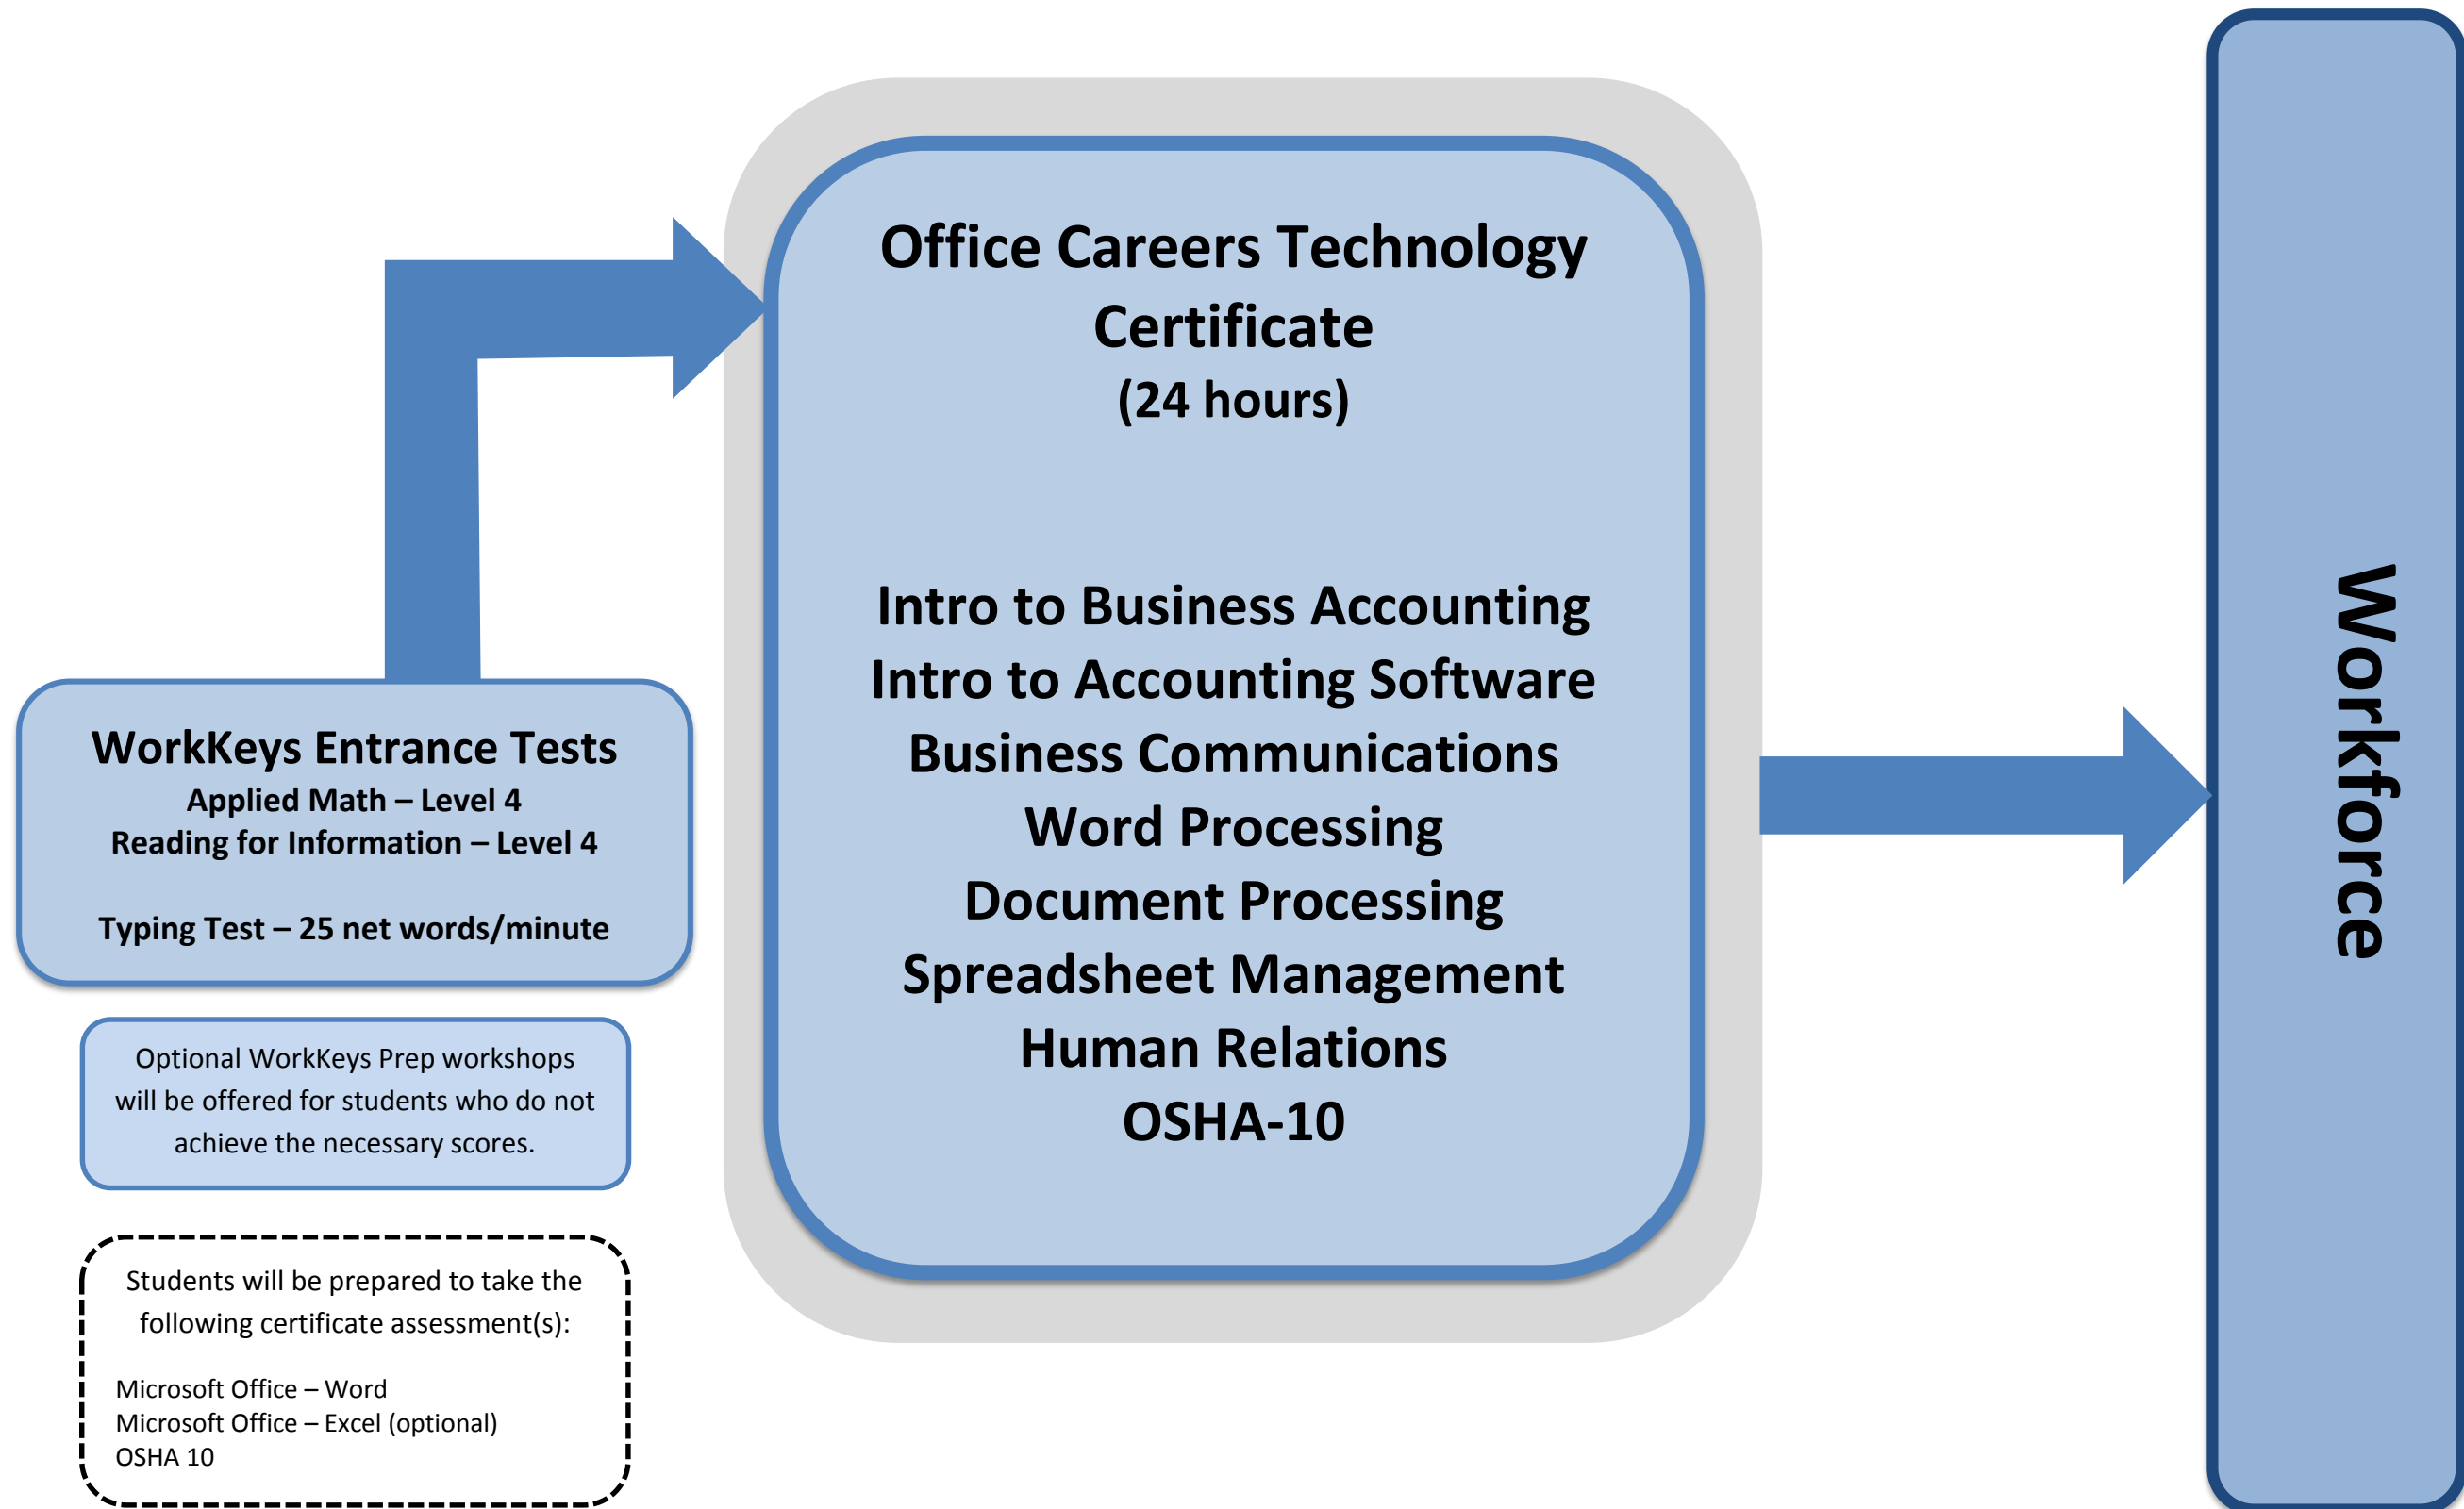 WorkKeys Entrance Tests
Applied Math – Level 4
Reading for Information – Level 4
Typing Test – 25 net words/minute
Optional WorkKeys Prep workshops
will be offered for students who do not
achieve the necessary scores.
Students will be prepared to take the
following certificate assessment(s):
Microsoft Office – Word
Microsoft Office – Excel (optional)
OSHA 10
Office Careers Technology
Certificate
(24 hours)
Intro to Business Accounting
Intro to Accounting Software
Business Communications
Word Processing
Document Processing
Spreadsheet Management
Human Relations
OSHA-10
Workforce